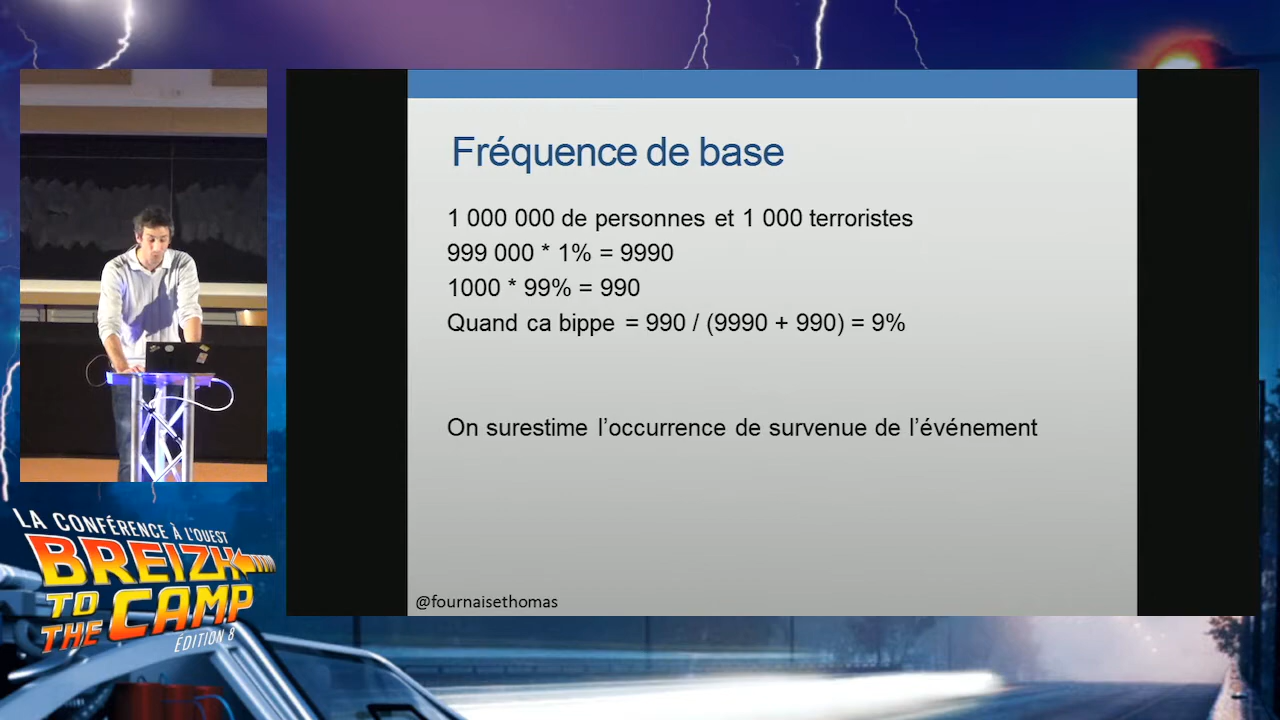 Fréquence de base
1 000 000 de personnes et 1 000 terroristes
999 000 * 1% = 9990
1000 * 99% = 990
Quand ca bippe = 990 / (9990 + 990) = 9%
On surestime l’occurrence de survenue de l’événement
@fournaisethomas
LA CONFÉRENCE À L'OUEST
BREIZH
TO CAMP
THE
ÉDITION 8